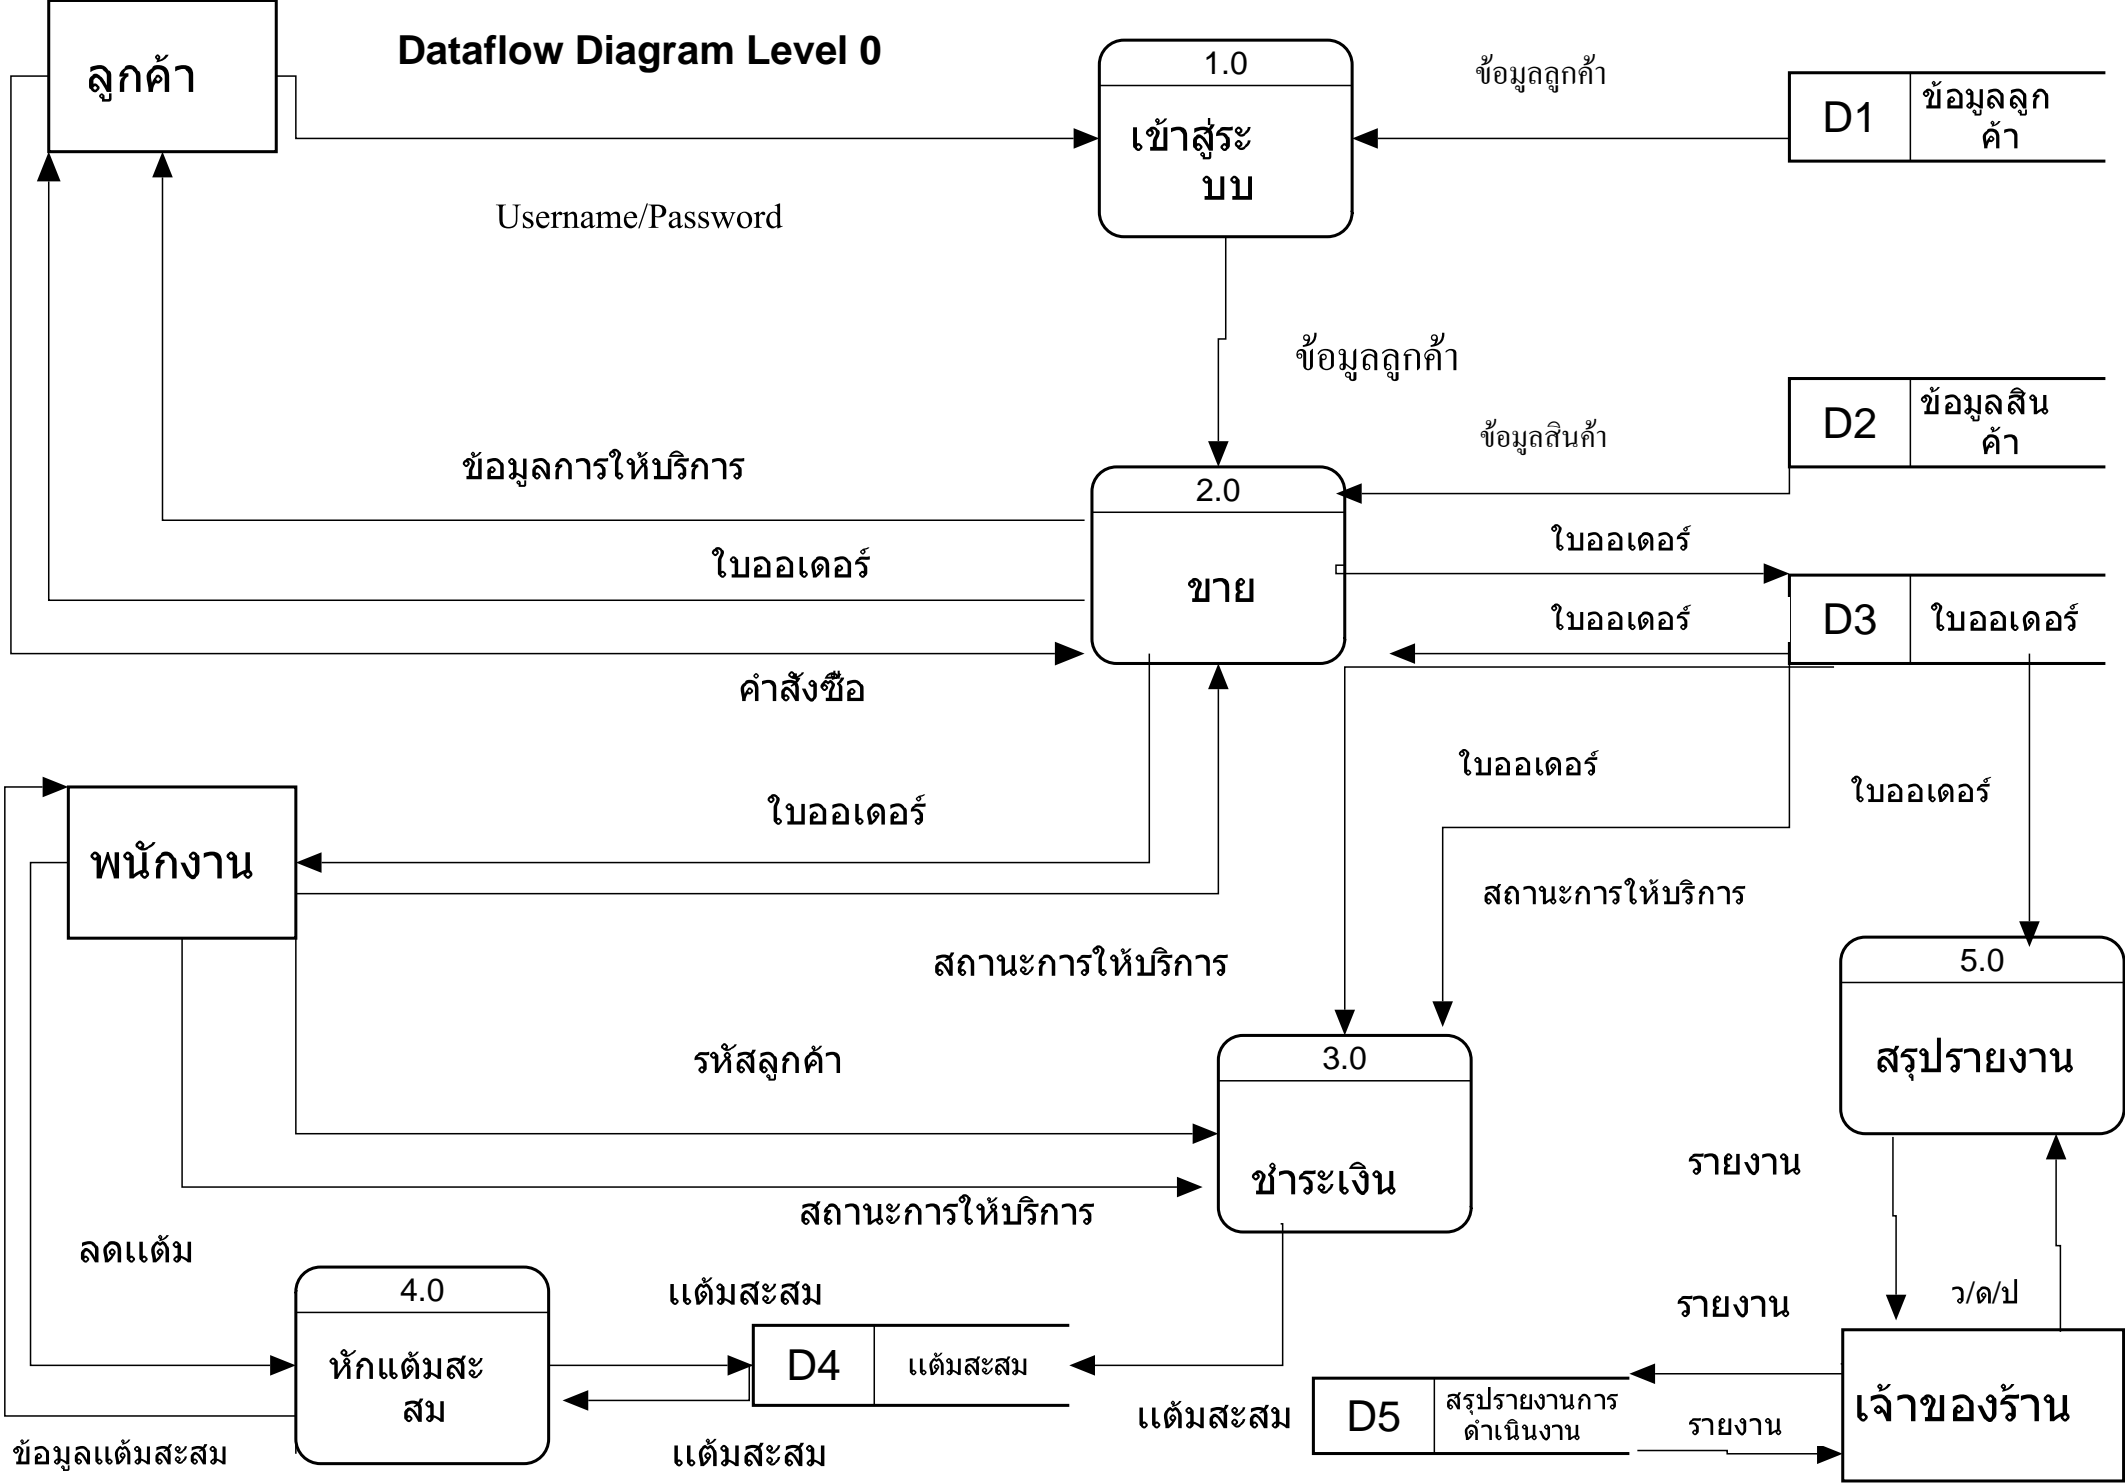 Dataflow Diagram Level 0
ลูกค้า
1.0
เข้าสู่ระ
บบ
ข้อมูลลูกค้า
D1
ข้อมูลลูก
ค้า
Username/Password
ข้อมูลลูกค้า
D2
ข้อมูลสิน
ค้า
ข้อมูลสินค้า
ข้อมูลการให้บริการ
2.0
ขาย
ใบออเดอร์
ใบออเดอร์
ใบออเดอร์
D3
ใบออเดอร์
คำสั่งซื้อ
ใบออเดอร์
ใบออเดอร์
ใบออเดอร์
พนักงาน
สถานะการให้บริการ
สถานะการให้บริการ
5.0
สรุปรายงาน
รหัสลูกค้า
3.0
ชำระเงิน
รายงาน
สถานะการให้บริการ
ลดแต้ม
4.0
หักแต้มสะ
สม
แต้มสะสม
ว/ด/ป
รายงาน
D4
แต้มสะสม
เจ้าของร้าน
แต้มสะสม
D5
สรุปรายงานการ
ดำเนินงาน
รายงาน
ข้อมูลแต้มสะสม
แต้มสะสม